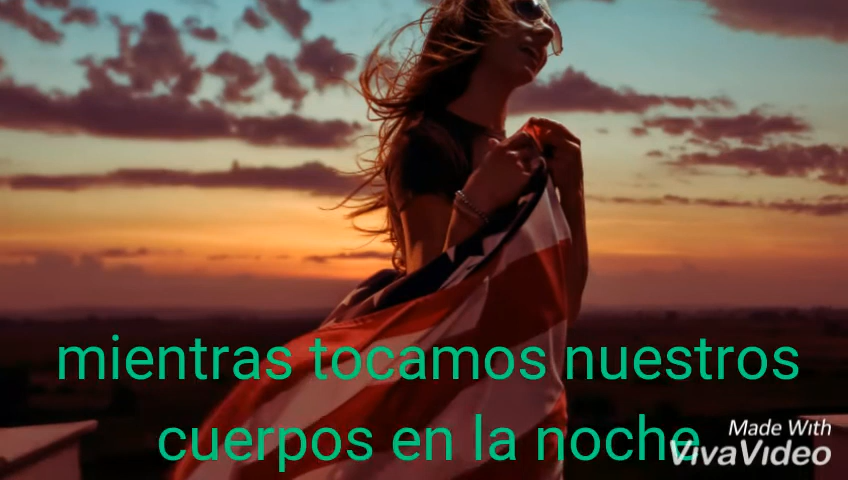 mientras tocamos nuestros
cuerpos en la noche
Made With
VivaVideo